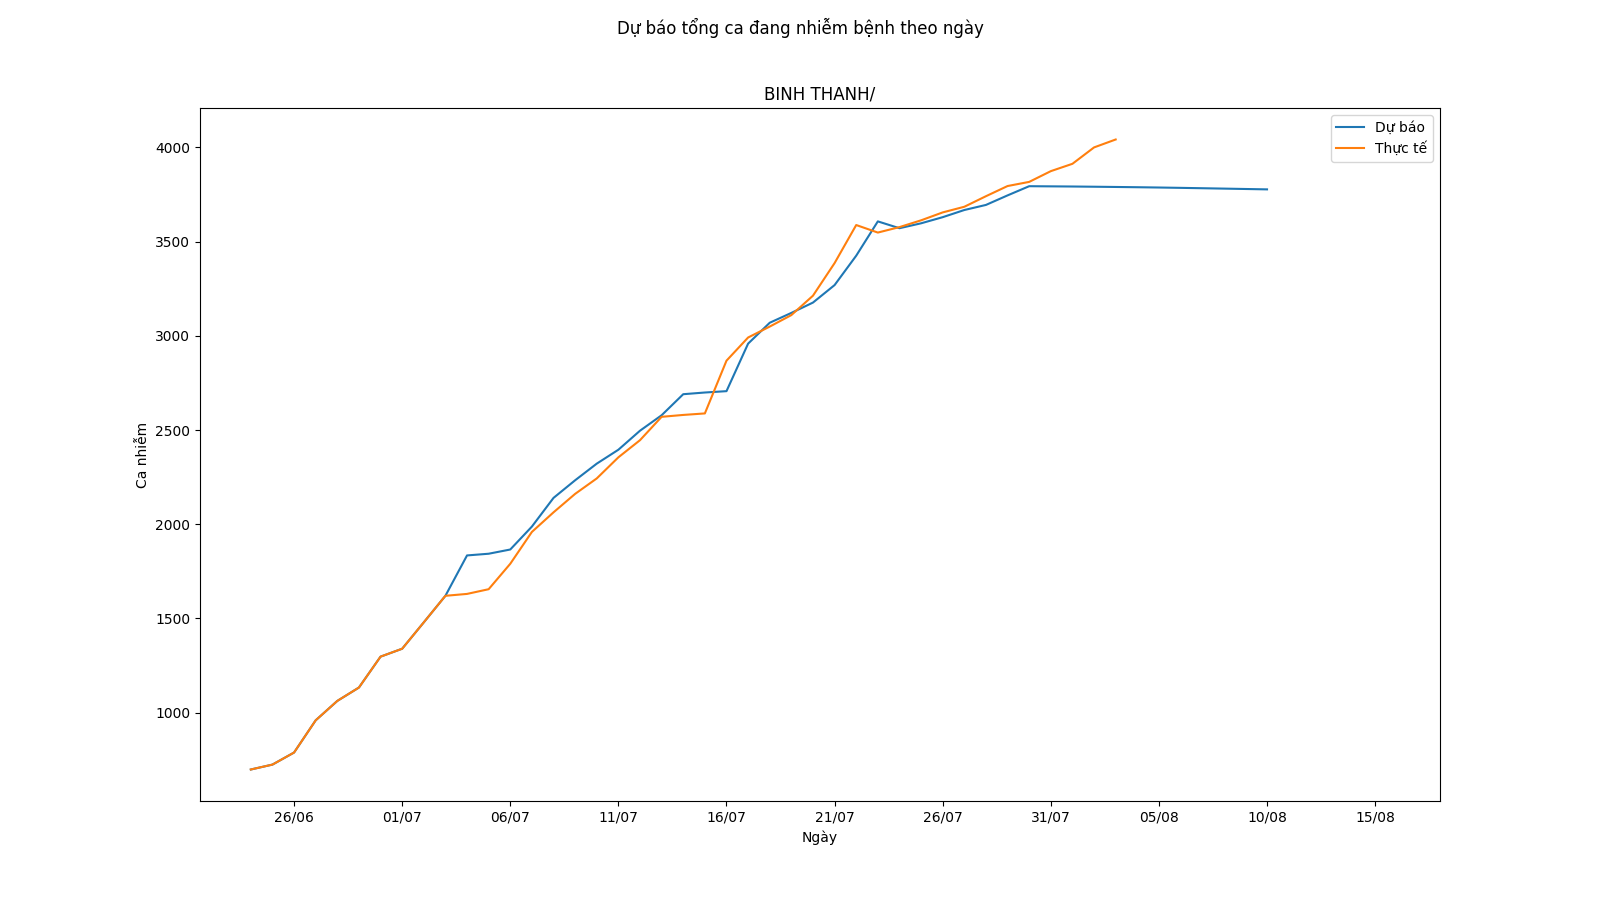 Dự báo tổng ca đang nhiễm bệnh theo ngày
BINH THANH/
Dự báo
Thực tế
4000
3500
3000
2500
2000
1500
1000
Ca nhiễm
26/06 01/07 06/07 11/07 16/07 21/07 26/07 31/07 05/08 10/08 15/08
Ngày